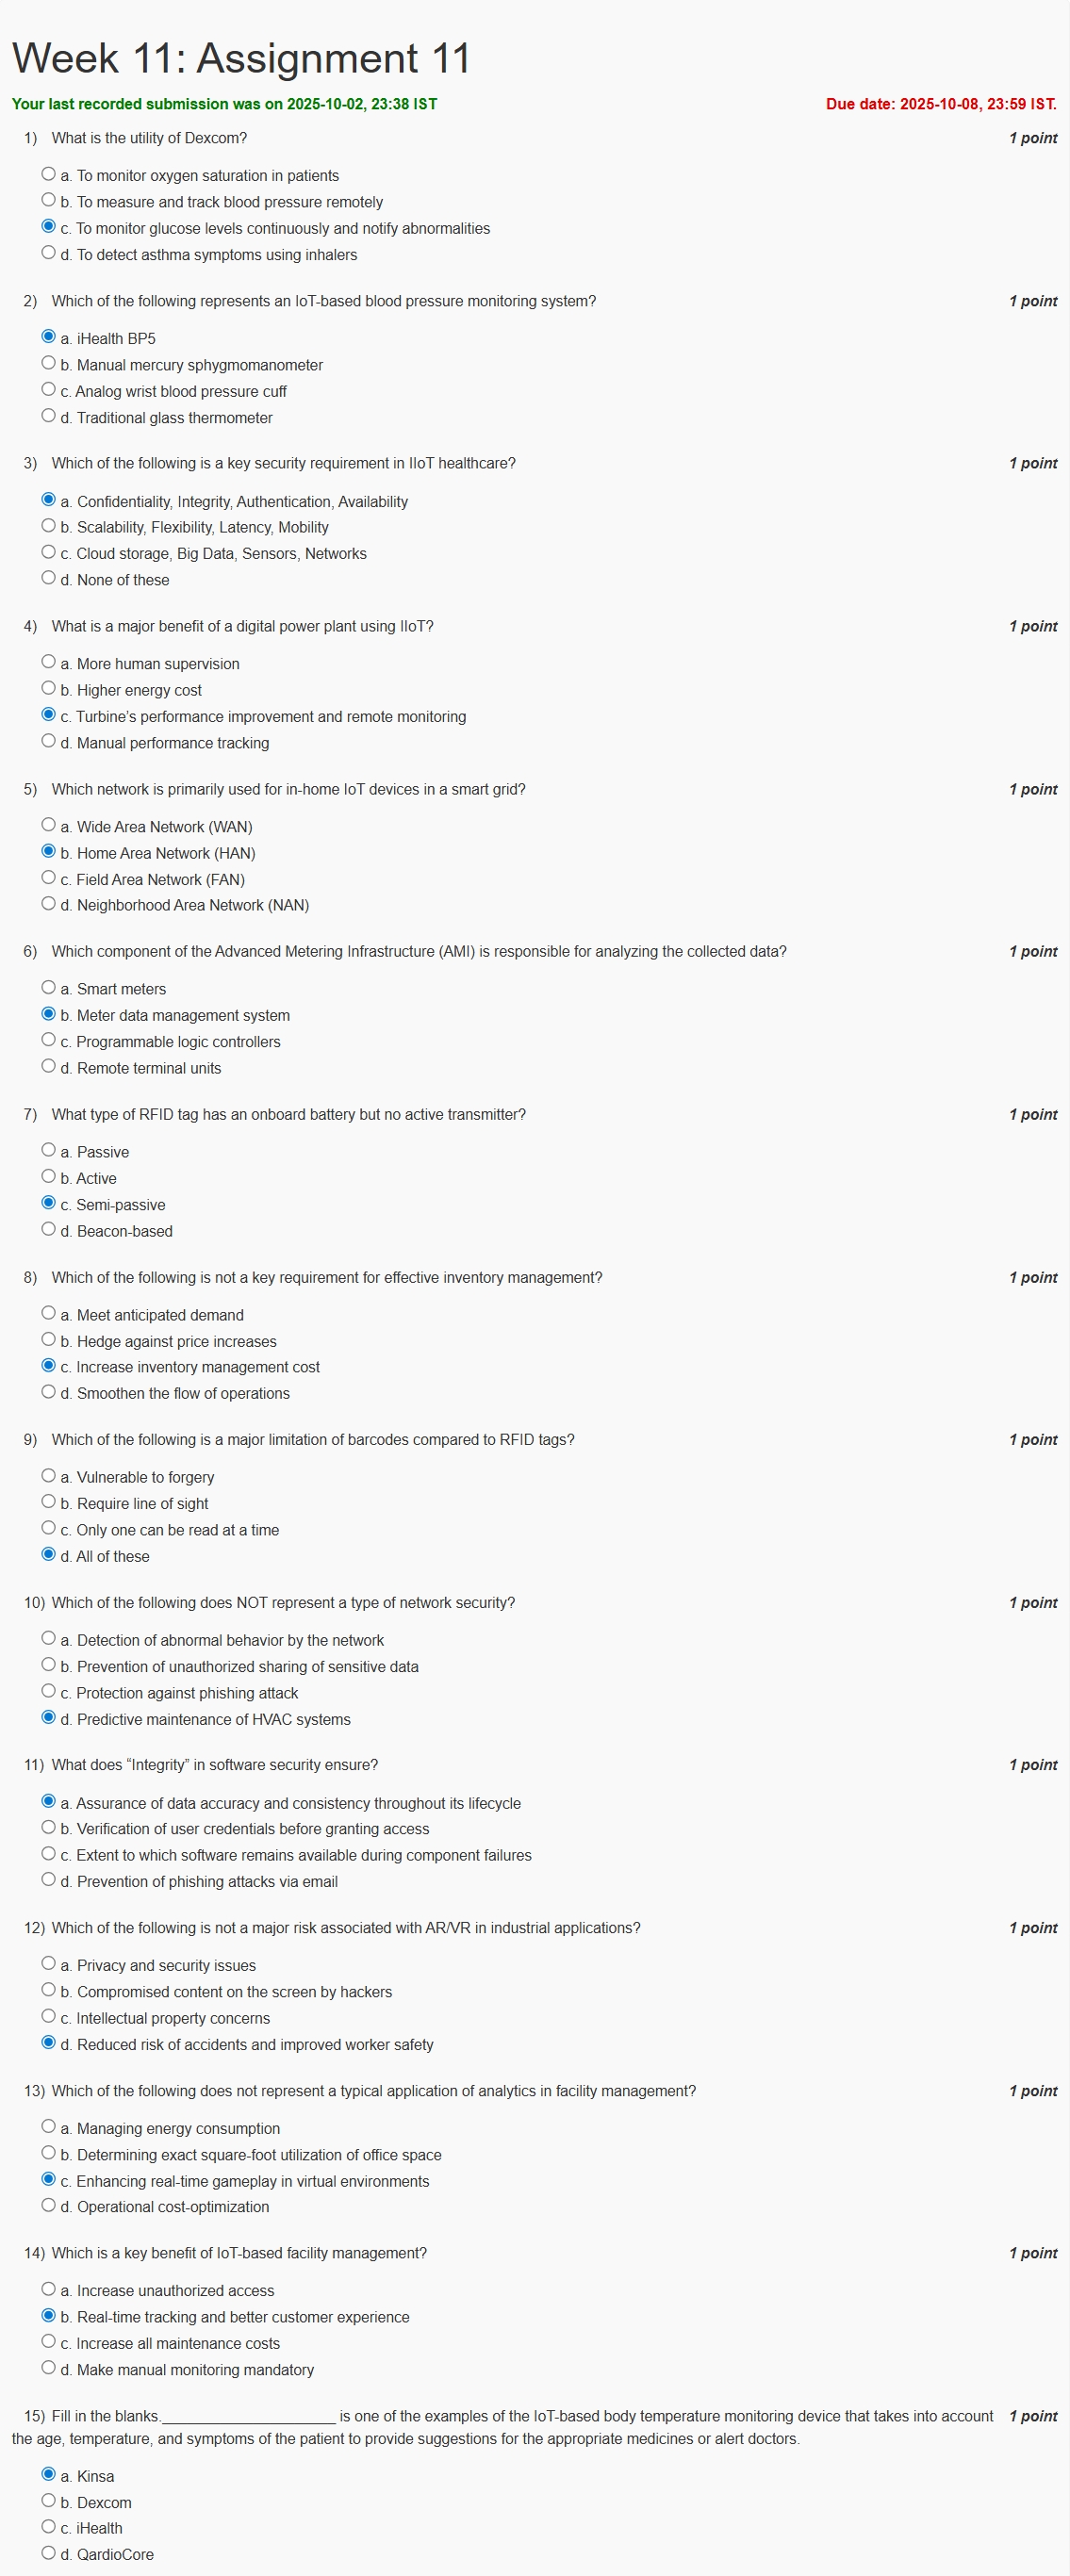 Week 11: Assignment 11
Your last recorded submission was on 2025-10-02, 23:38 IST Due date: 2025-10-08, 23:59 IST.
1) What is the utility of Dexcom? 1 point
a. To monitor oxygen saturation in patients
b. To measure and track blood pressure remotely
c. To monitor glucose levels continuously and notify abnormalities
d. To detect asthma symptoms using inhalers
2) Which of the following represents an IoT-based blood pressure monitoring system? 1 point
a. iHealth BP5
b. Manual mercury sphygmomanometer
c. Analog wrist blood pressure cuff
d. Traditional glass thermometer
3) Which of the following is a key security requirement in IIoT healthcare? 1 point
a. Confidentiality, Integrity, Authentication, Availability
b. Scalability, Flexibility, Latency, Mobility
c. Cloud storage, Big Data, Sensors, Networks
d. None of these
4) What is a major benefit of a digital power plant using IIoT? 1 point
a. More human supervision
b. Higher energy cost
c. Turbine’s performance improvement and remote monitoring
d. Manual performance tracking
5) Which network is primarily used for in-home IoT devices in a smart grid? 1 point
a. Wide Area Network (WAN)
b. Home Area Network (HAN)
c. Field Area Network (FAN)
d. Neighborhood Area Network (NAN)
6) Which component of the Advanced Metering Infrastructure (AMI) is responsible for analyzing the collected data? 1 point
a. Smart meters
b. Meter data management system
c. Programmable logic controllers
d. Remote terminal units
7) What type of RFID tag has an onboard battery but no active transmitter? 1 point
a. Passive
b. Active
c. Semi-passive
d. Beacon-based
8) Which of the following is not a key requirement for effective inventory management? 1 point
a. Meet anticipated demand
b. Hedge against price increases
c. Increase inventory management cost
d. Smoothen the flow of operations
9) Which of the following is a major limitation of barcodes compared to RFID tags? 1 point
a. Vulnerable to forgery
b. Require line of sight
c. Only one can be read at a time
d. All of these
10) Which of the following does NOT represent a type of network security? 1 point
a. Detection of abnormal behavior by the network
b. Prevention of unauthorized sharing of sensitive data
c. Protection against phishing attack
d. Predictive maintenance of HVAC systems
11) What does “Integrity” in software security ensure? 1 point
a. Assurance of data accuracy and consistency throughout its lifecycle
b. Verification of user credentials before granting access
c. Extent to which software remains available during component failures
d. Prevention of phishing attacks via email
12) Which of the following is not a major risk associated with AR/VR in industrial applications? 1 point
a. Privacy and security issues
b. Compromised content on the screen by hackers
c. Intellectual property concerns
d. Reduced risk of accidents and improved worker safety
13) Which of the following does not represent a typical application of analytics in facility management? 1 point
a. Managing energy consumption
b. Determining exact square-foot utilization of office space
c. Enhancing real-time gameplay in virtual environments
d. Operational cost-optimization
14) Which is a key benefit of IoT-based facility management? 1 point
a. Increase unauthorized access
b. Real-time tracking and better customer experience
c. Increase all maintenance costs
d. Make manual monitoring mandatory
15) Fill in the blanks.____________________ is one of the examples of the IoT-based body temperature monitoring device that takes into account 1 point
the age, temperature, and symptoms of the patient to provide suggestions for the appropriate medicines or alert doctors.
a. Kinsa
b. Dexcom
c. iHealth
d. QardioCore